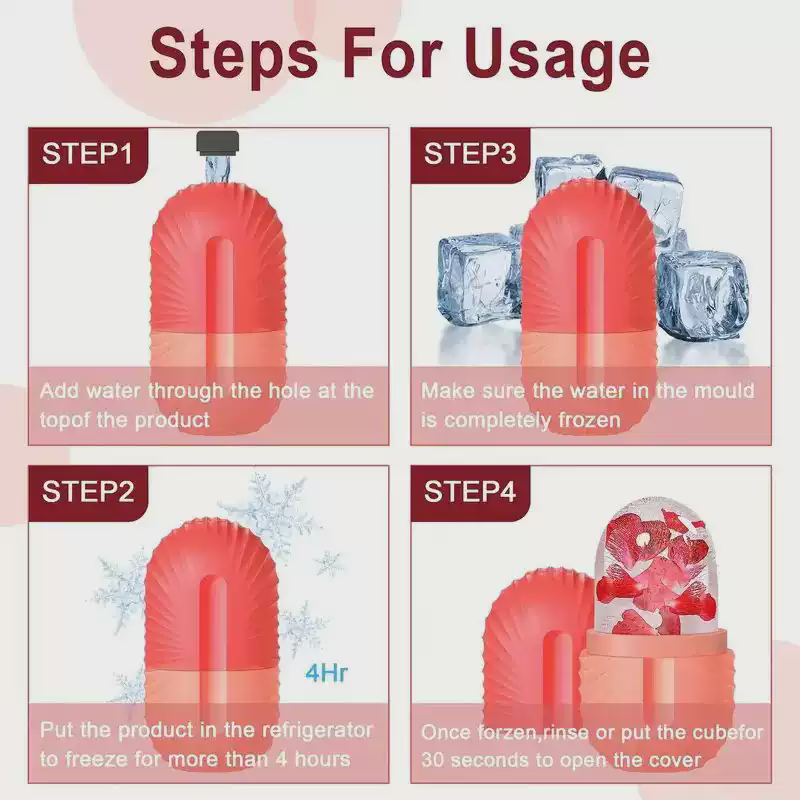 Steps For Usage
STEP1
Add water through the hole at the
topof the product
STEP2
4Hr
Put the product in the refrigerator
to freeze for more than 4 hours
STEP3
Make sure the water in the mould
is completely frozen
STEP4
Once forzen,rinse or put the cubefor
30 seconds to open the cover